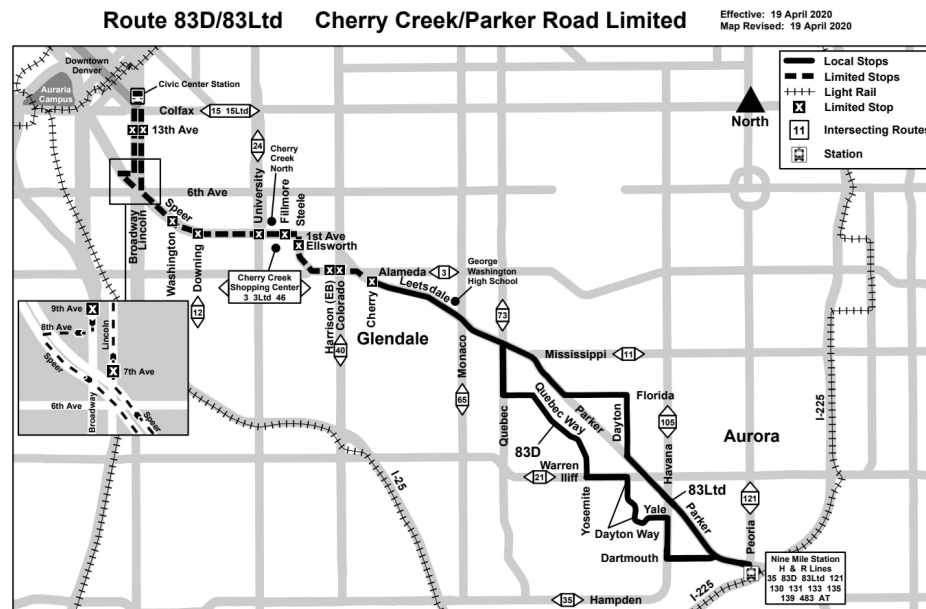 Route 83D/83Ltd Cherry Creek/Parker Road Limited
Effective: 19 April 2020
Map Revised: 19 April 2020
Downtown
Denver
Auraria
Campus
Civic Center Station
Colfax
15 15Ltd
13th Ave
24
Cherry
Creek
North
6th Ave
Speer
University
Fillmore
Steele
1st Ave
Ellsworth
Broadway
Lincoln
Washington
Downing
12
Cherry Creek
Shopping Center
3 3Ltd 46
Harrison (EB)
Colorado
40
Cherry
Alameda
3
Leetsdale
George
Washington
High School
Glendale
Monaco
65
73
Mississippi
11
Quebec
Quebec Way
83D
Parker
Dayton
Florida
105
Havana
Aurora
Warren
Iliff
21
Yosemite
Dayton Way
Yale
83Ltd
Parker
Dartmouth
121
Peoria
Nine Mile Station
H & R Lines
35 83D 83Ltd 121
130 131 133 135
139 483 AT
35
Hampden
I-225
I-225
I-25
9th Ave
8th Ave
Lincoln
Speer
7th Ave
6th Ave
Broadway
Speer
Local Stops
Limited Stops
Light Rail
Limited Stop
11
Intersecting Routes
Station
North